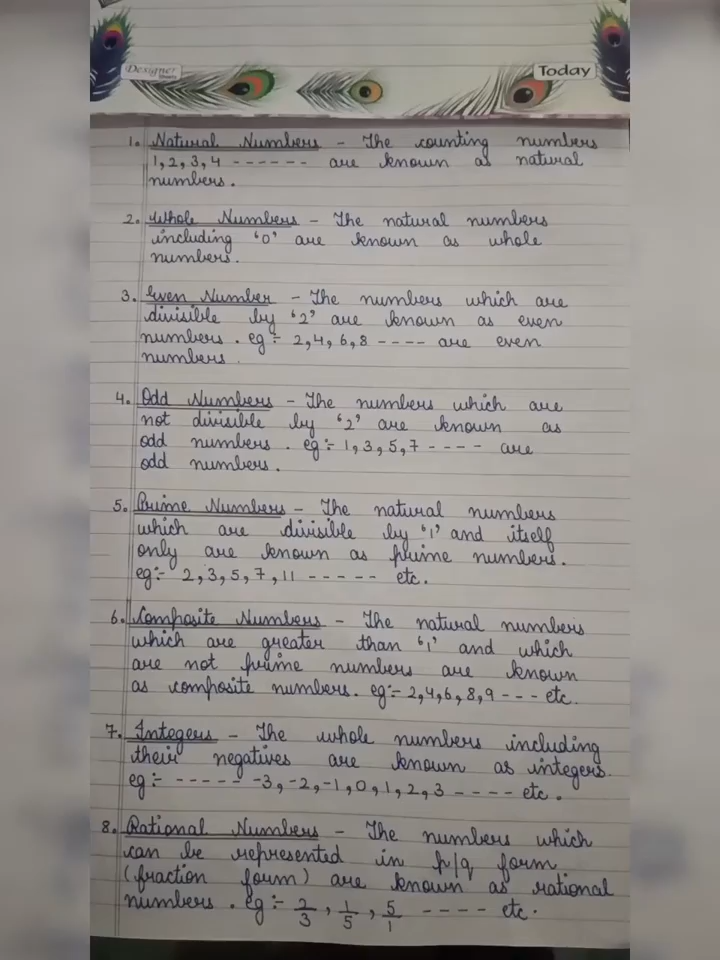 Designer
Sheets
Today
1. Natural Numbers - The counting numbers
1, 2, 3, 4 ------ are known as natural
numbers.
2. Whole Numbers - The natural numbers
including '0' are known as whole
numbers.
3. Even Number - The numbers which are
divisible by '2' are known as even
numbers. eg:- 2, 4, 6, 8 ---- are even
numbers
4. Odd Numbers - The numbers which are
not divisible by '2' are known as
odd numbers. eg:- 1, 3, 5, 7 ---- are
odd numbers.
5. Prime Numbers - The natural numbers
which are divisible by '1' and itself
only are known as prime numbers.
eg:- 2, 3, 5, 7, 11 ----- etc.
6. Composite Numbers - The natural numbers
which are greater than '1' and which
are not prime numbers are known
as composite numbers. eg:- 2, 4, 6, 8, 9 --- etc.
7. Integers - The whole numbers including
their negatives are known as integers.
eg:- ----- -3, -2, -1, 0, 1, 2, 3 ---- etc.
8. Rational Numbers - The numbers which
can be represented in p/q form
(fraction form) are known as rational
numbers. eg:- 2/3, 1/5, 5/1 ---- etc.